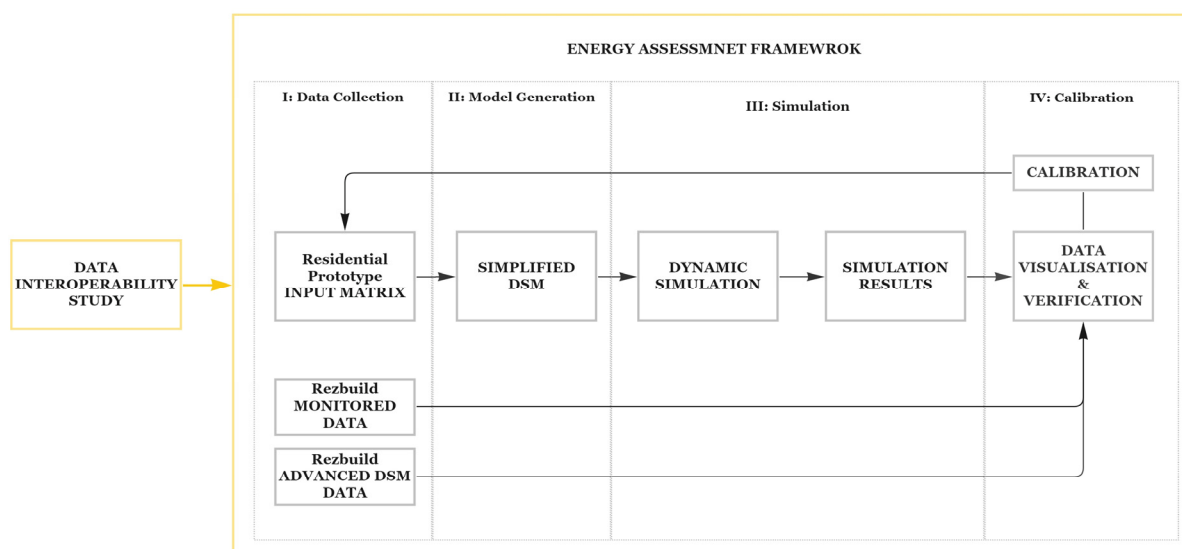 ENERGY ASSESSMNET FRAMEWROK
I: Data Collection
II: Model Generation
III: Simulation
IV: Calibration
CALIBRATION
DATA
INTEROPERABILITY
STUDY
Residential
Prototype
INPUT MATRIX
SIMPLIFIED
DSM
DYNAMIC
SIMULATION
SIMULATION
RESULTS
DATA
VISUALISATION
&
VERIFICATION
Rezbuild
MONITORED
DATA
Rezbuild
ADVANCED DSM
DATA